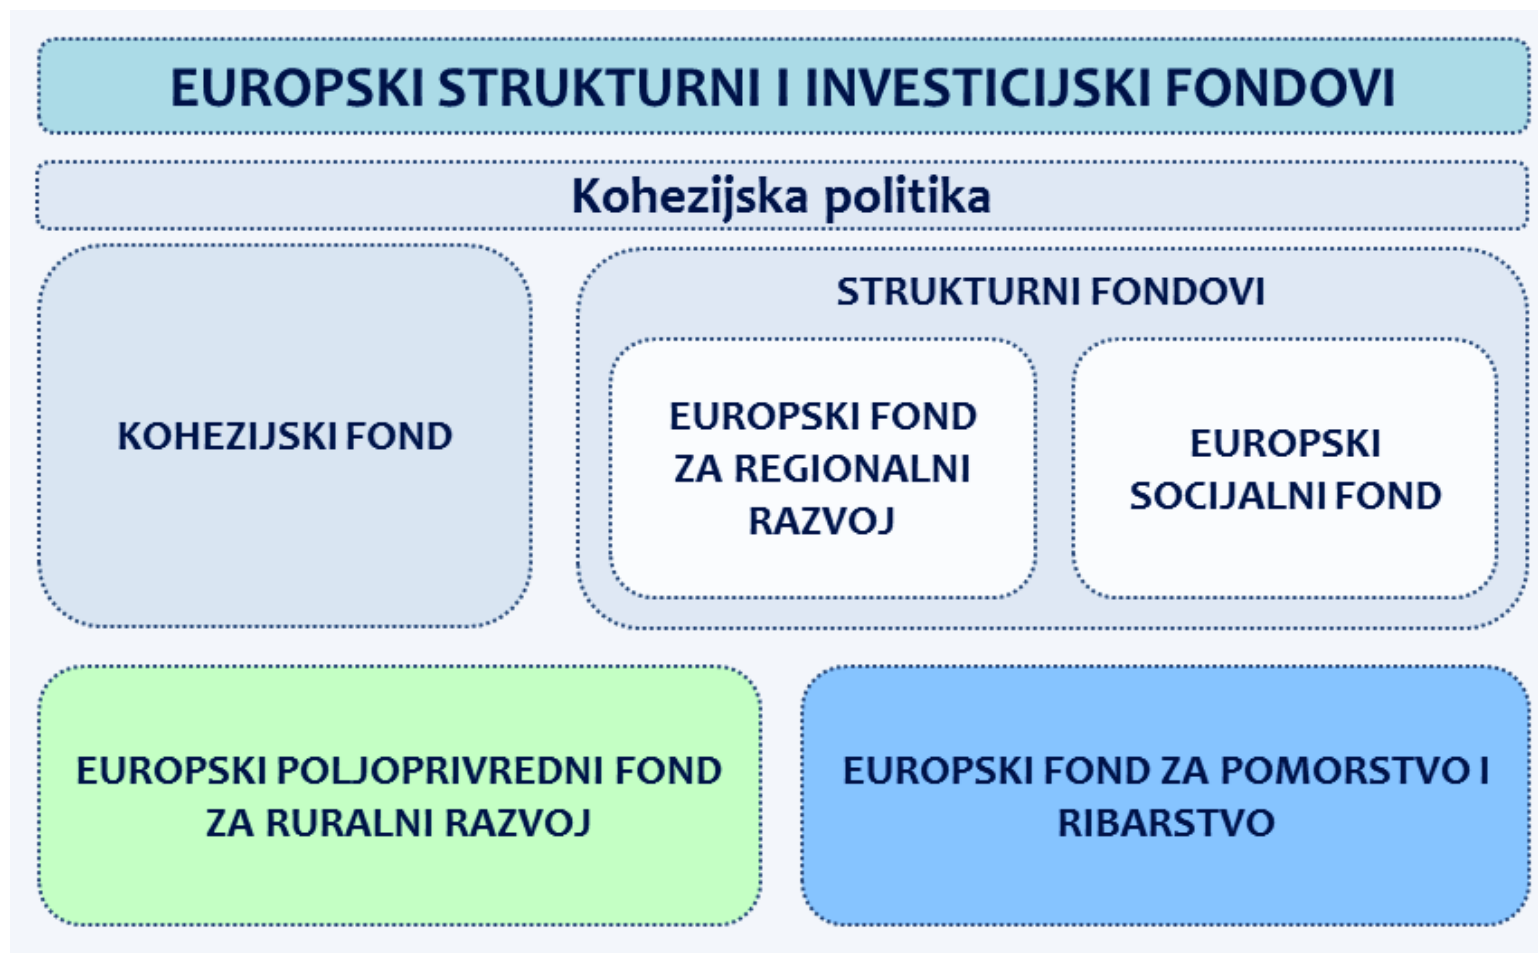 EUROPSKI STRUKTURNI I INVESTICIJSKI FONDOVI
Kohezijska politika
KOHEZIJSKI FOND
STRUKTURNI FONDOVI
EUROPSKI FOND
ZA REGIONALNI
RAZVOJ
EUROPSKI
SOCIJALNI FOND
EUROPSKI POLJOPRIVREDNI FOND
ZA RURALNI RAZVOJ
EUROPSKI FOND ZA POMORSTVO I
RIBARSTVO